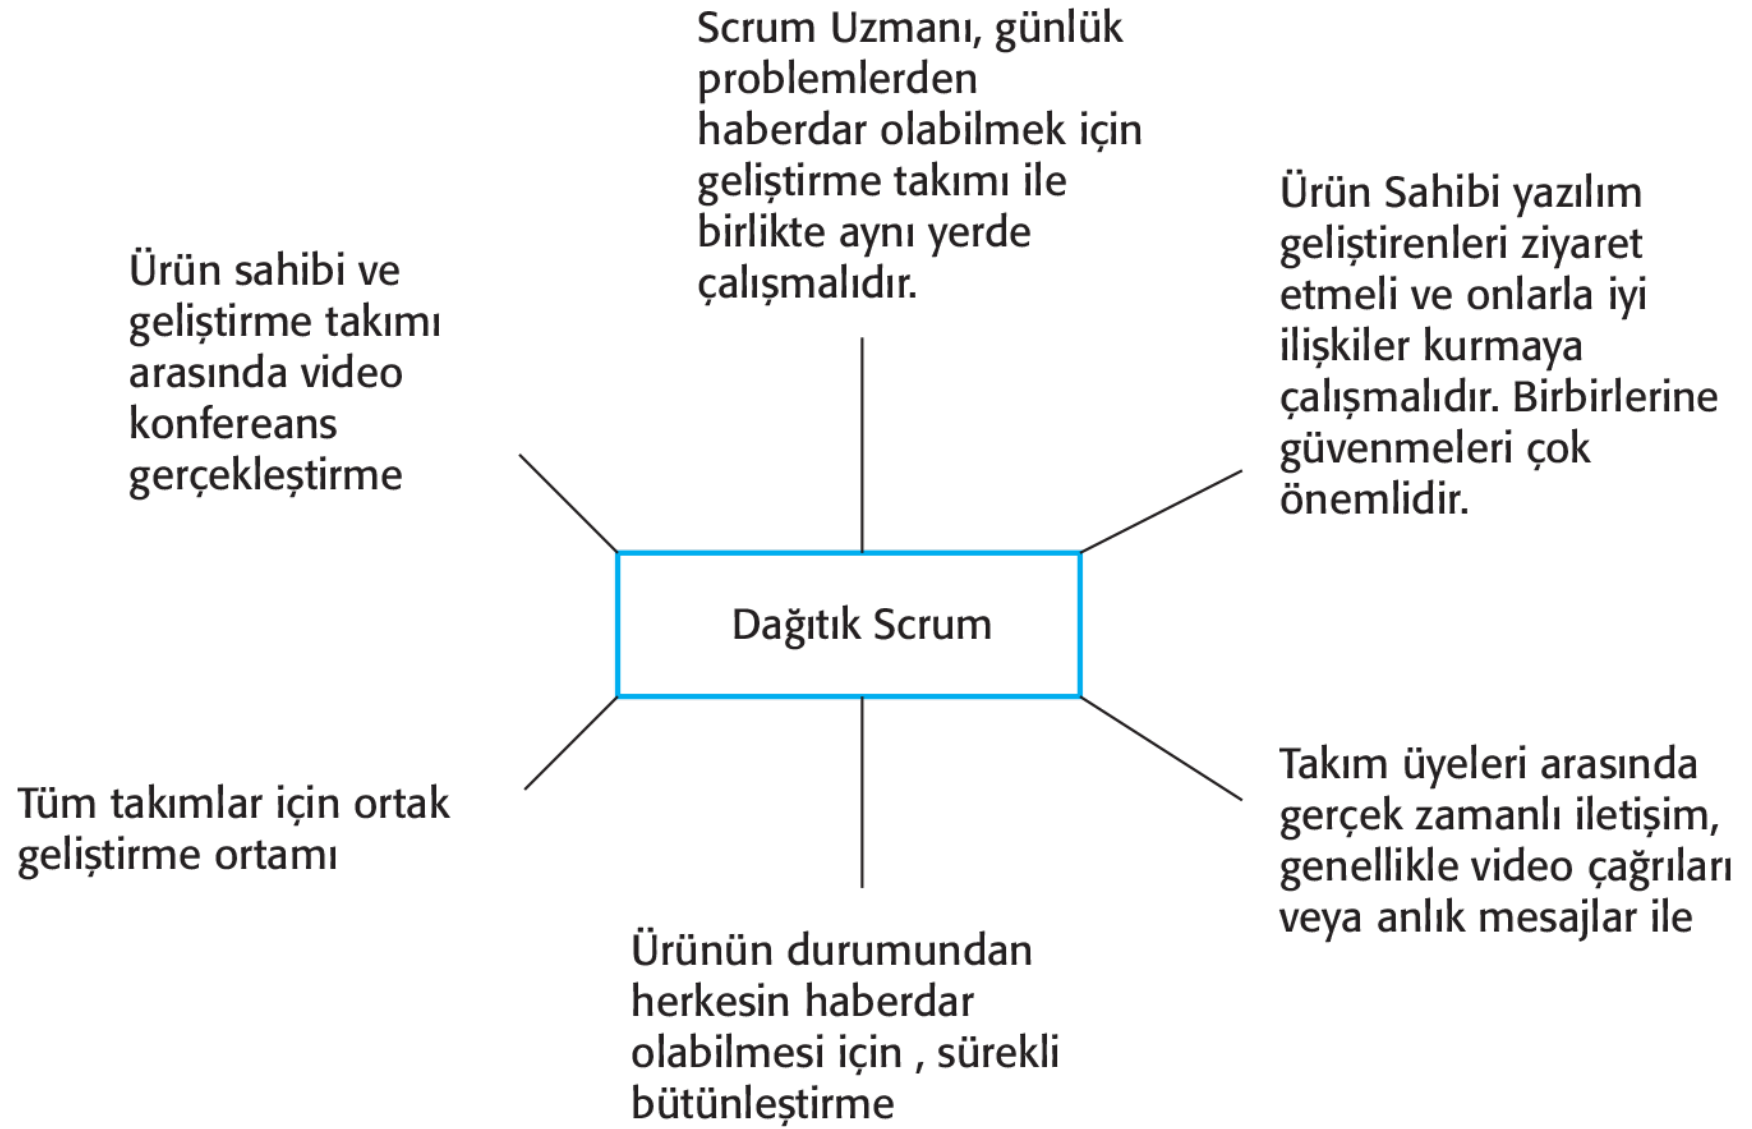 Scrum Uzmanı, günlük
problemlerden
haberdar olabilmek için
geliştirme takımı ile
birlikte aynı yerde
çalışmalıdır.
Ürün Sahibi yazılım
geliştirenleri ziyaret
etmeli ve onlarla iyi
ilişkiler kurmaya
çalışmalıdır. Birbirlerine
güvenmeleri çok
önemlidir.
Ürün sahibi ve
geliştirme takımı
arasında video
konfereans
gerçekleştirme
Dağıtık Scrum
Tüm takımlar için ortak
geliştirme ortamı
Takım üyeleri arasında
gerçek zamanlı iletişim,
genellikle video çağrıları
veya anlık mesajlar ile
Ürünün durumundan
herkesin haberdar
olabilmesi için , sürekli
bütünleştirme